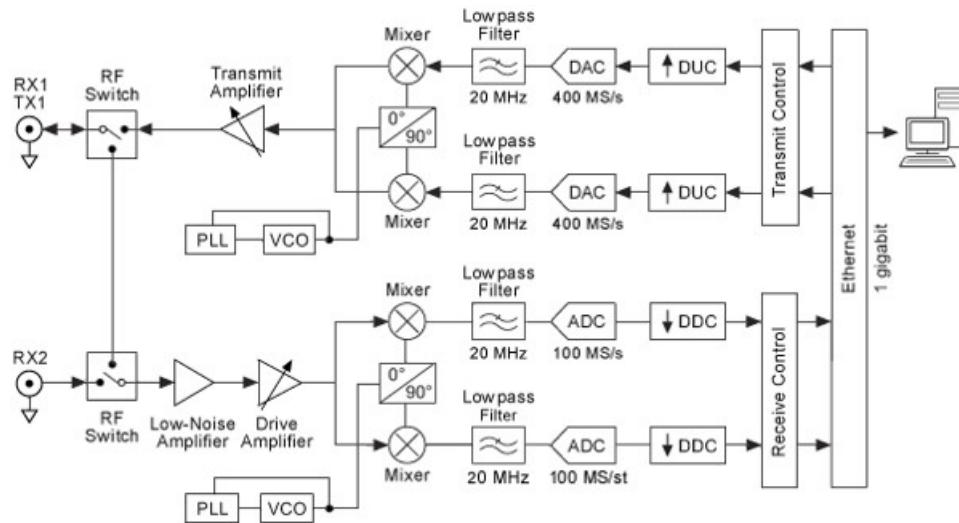 RX1
TX1
RF
Switch
Transmit
Amplifier
Mixer
Lowpass
Filter
20 MHz
DAC
400 MS/s
DUC
Transmit Control
Ethernet
1 gigabit
0°
90°
Lowpass
Filter
20 MHz
DAC
400 MS/s
DUC
Mixer
PLL
VCO
RX2
RF
Switch
Low-Noise
Amplifier
Drive
Amplifier
Mixer
Lowpass
Filter
20 MHz
ADC
100 MS/s
DDC
Receive Control
0°
90°
Lowpass
Filter
20 MHz
ADC
100 MS/st
DDC
Mixer
PLL
VCO